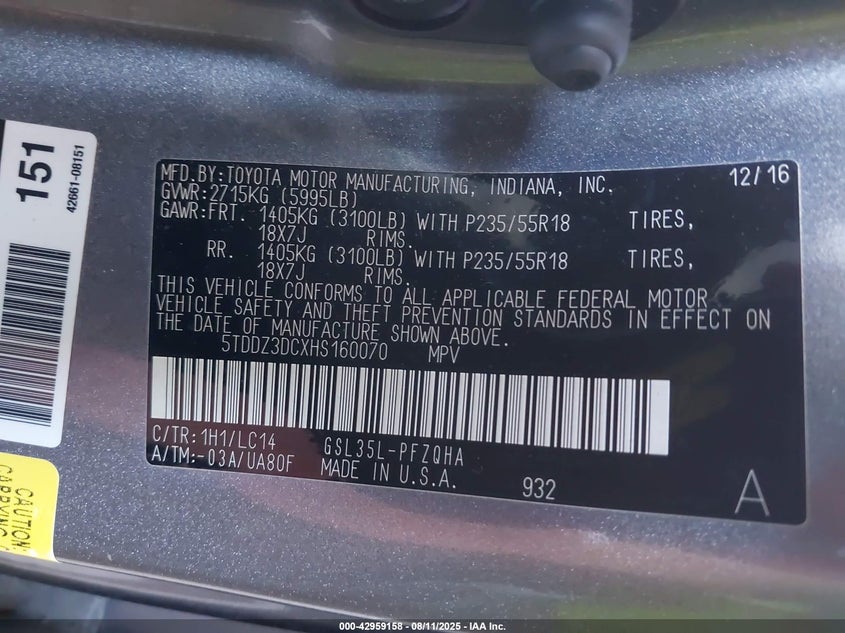 151
42661-08151
MFD.BY:TOYOTA MOTOR MANUFACTURING, INDIANA, INC. 12/16
GVWR:2715KG (5995LB)
GAWR:FRT. 1405KG (3100LB) WITH P235/55R18 TIRES,
18X7J RIMS.
RR. 1405KG (3100LB) WITH P235/55R18 TIRES,
18X7J RIMS.
THIS VEHICLE CONFORMS TO ALL APPLICABLE FEDERAL MOTOR
VEHICLE SAFETY AND THEFT PREVENTION STANDARDS IN EFFECT ON
THE DATE OF MANUFACTURE SHOWN ABOVE.
5TDDZ3DCXHS160070 MPV
C/TR:1H1/LC14 GSL35L-PFZQHA
A/TM:-03A/UA80F MADE IN U.S.A. 932 A
CAUTION:
CARRYING
000-42959158 - 08/11/2025 - IAA Inc.